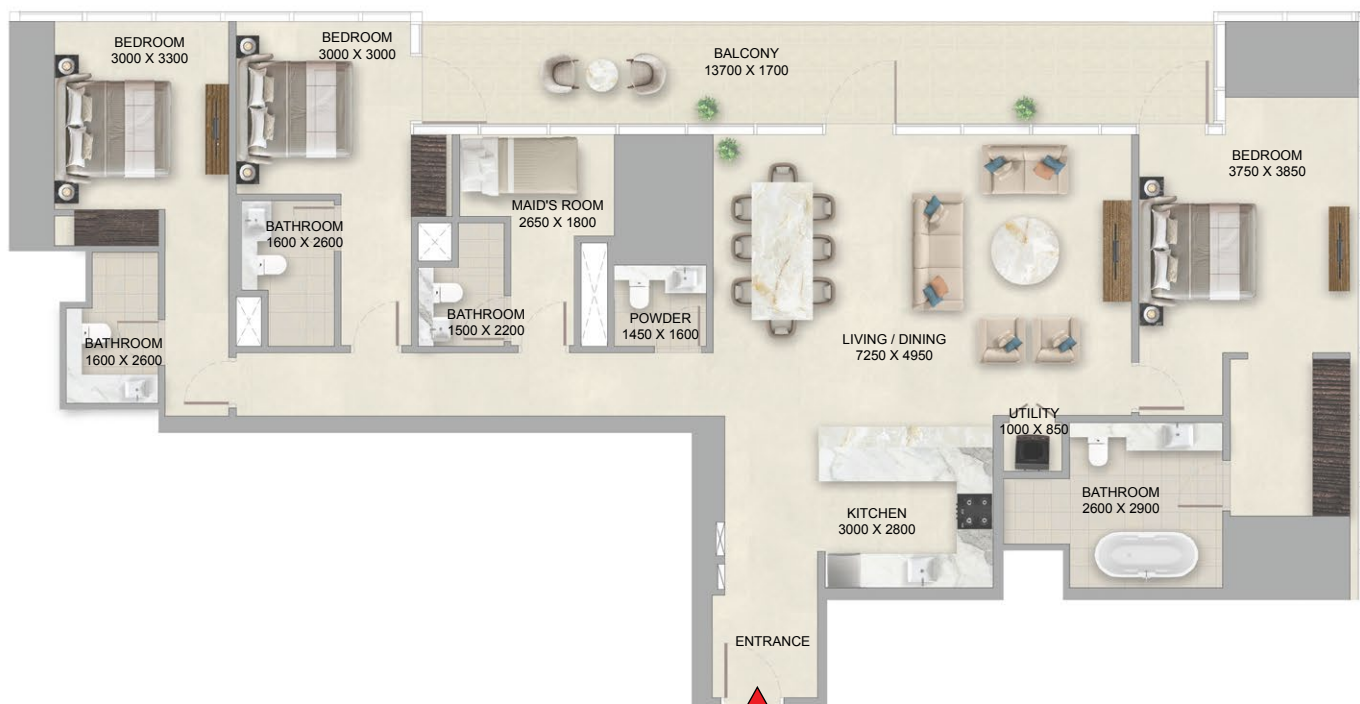 BEDROOM
3000 X 3300
BEDROOM
3000 X 3000
BALCONY
13700 X 1700
BEDROOM
3750 X 3850
MAID'S ROOM
2650 X 1800
BATHROOM
1600 X 2600
BATHROOM
1500 X 2200
POWDER
1450 X 1600
BATHROOM
1600 X 2600
LIVING / DINING
7250 X 4950
UTILITY
1000 X 850
BATHROOM
2600 X 2900
KITCHEN
3000 X 2800
ENTRANCE